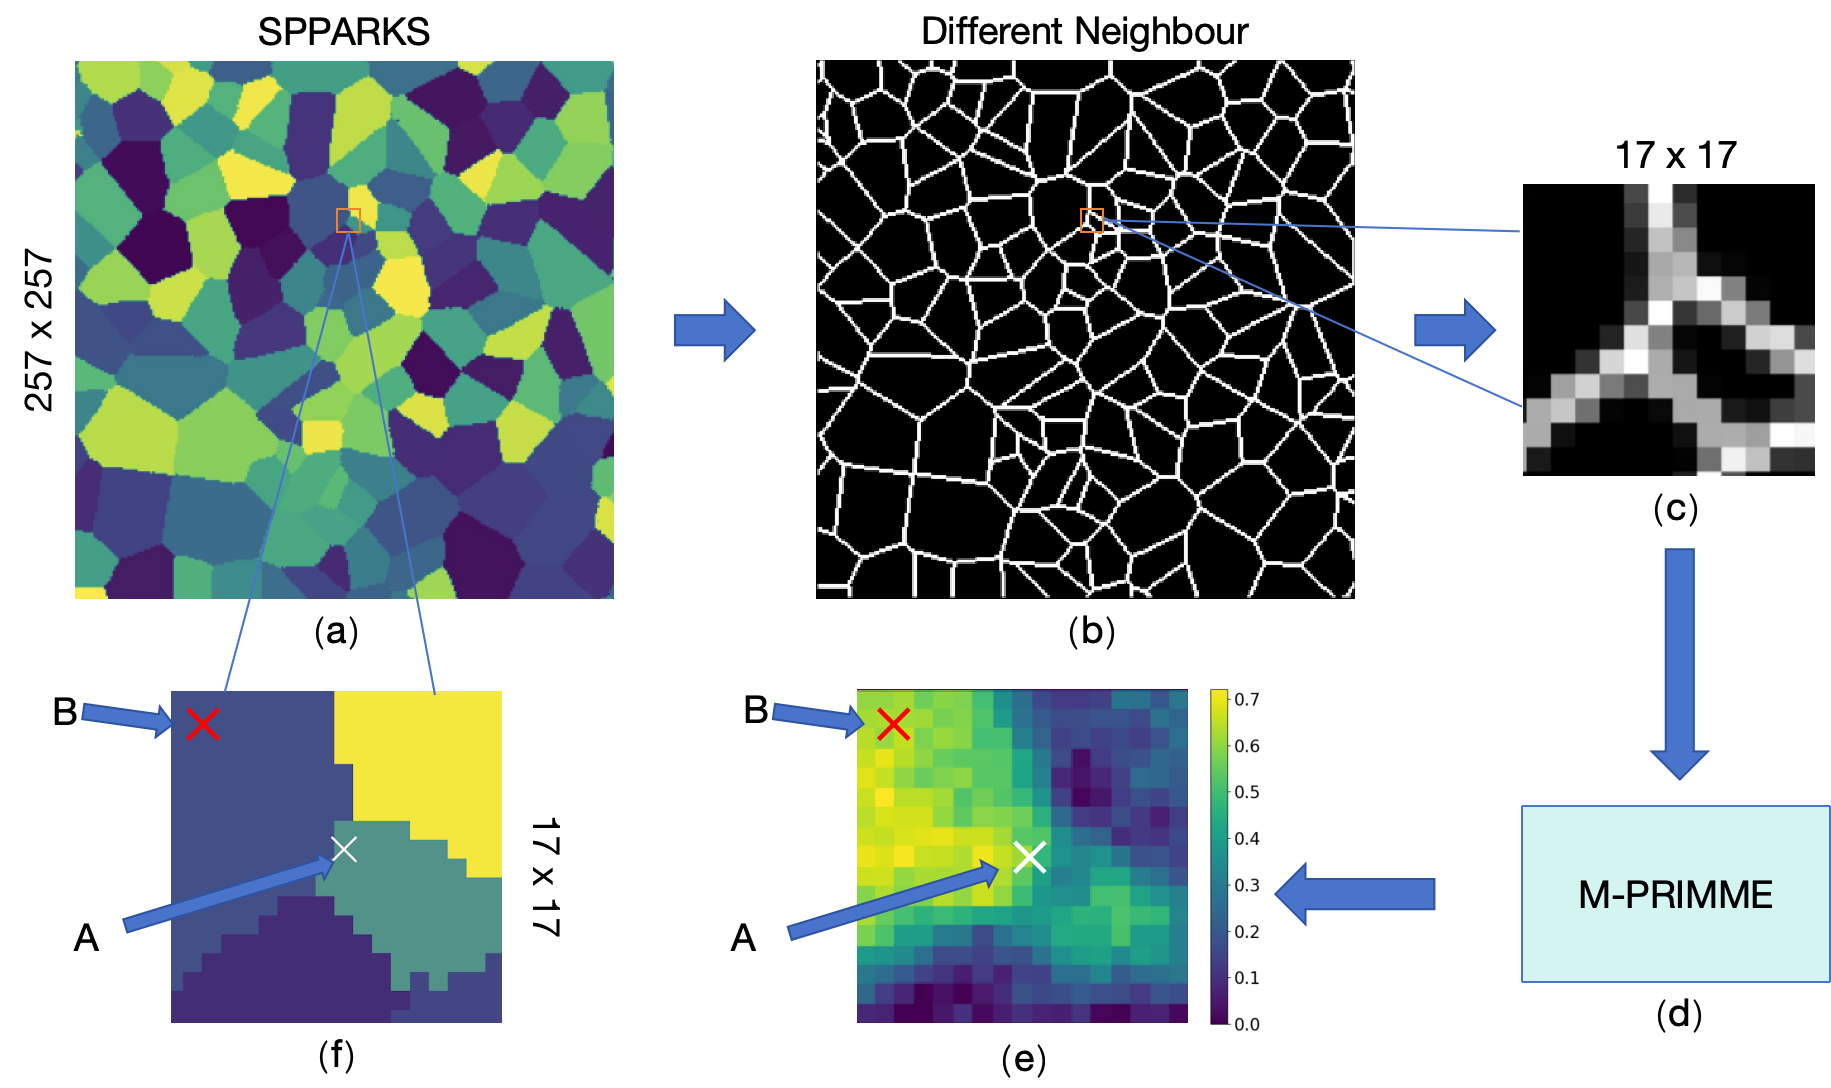 SPPARKS
Different Neighbour
257 x 257
17 x 17
(a)
(b)
(c)
B
A
17 x 17
B
A
0.7
0.6
0.5
0.4
0.3
0.2
0.1
0.0
M-PRIMME
(d)
(f)
(e)